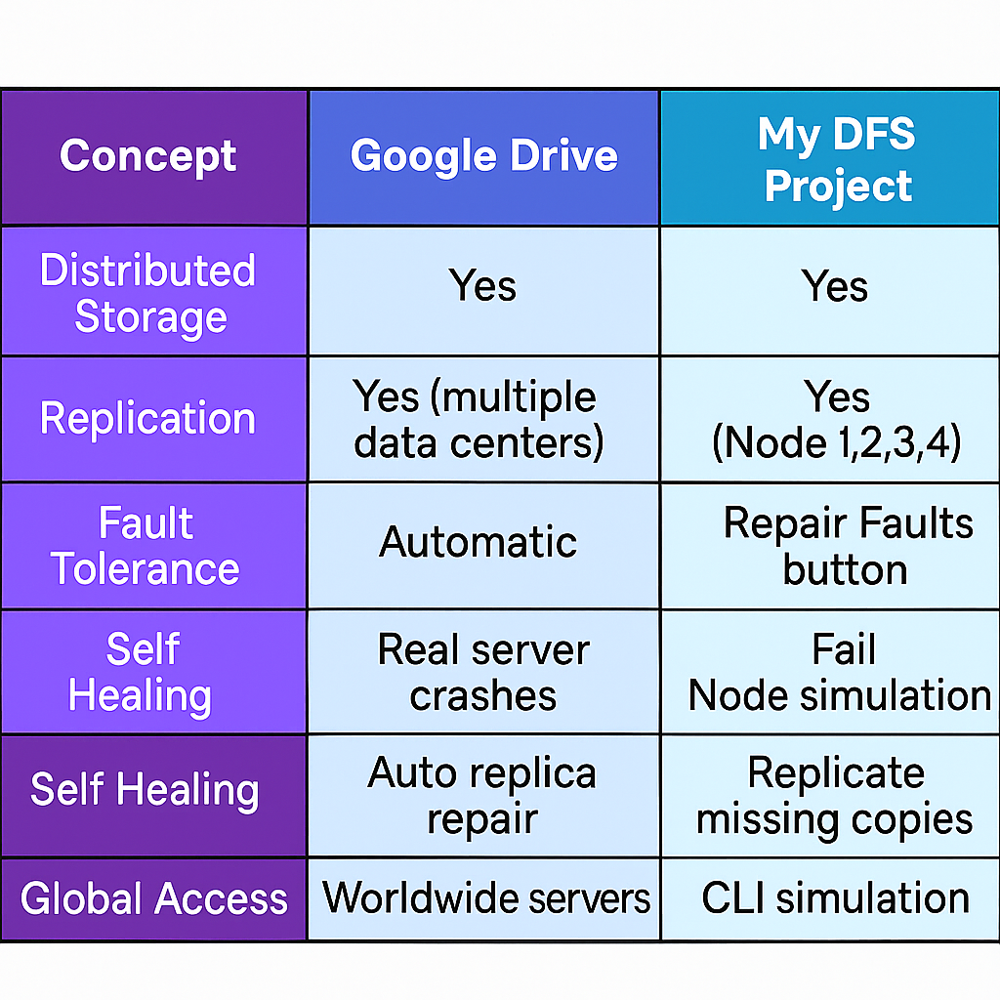 Concept
Google Drive
My DFS
Project
Distributed
Storage
Yes
Yes
Replication
Yes (multiple
data centers)
Yes
(Node 1,2,3,4)
Fault
Tolerance
Automatic
Repair Faults
button
Self
Healing
Real server
crashes
Fail
Node simulation
Self Healing
Auto replica
repair
Replicate
missing copies
Global Access
Worldwide servers
CLI simulation